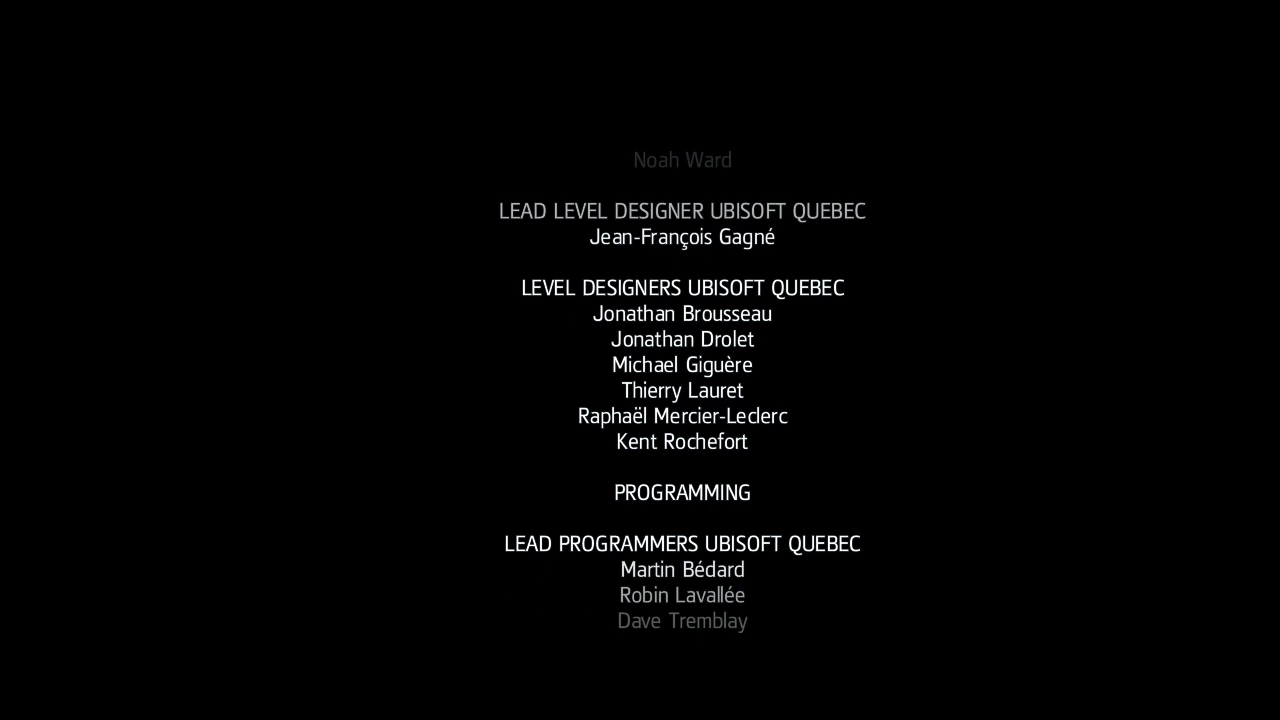 Noah Ward
LEAD LEVEL DESIGNER UBISOFT QUEBEC
Jean-François Gagné
LEVEL DESIGNERS UBISOFT QUEBEC
Jonathan Brousseau
Jonathan Drolet
Michael Giguère
Thierry Lauret
Raphaël Mercier-Leclerc
Kent Rochefort
PROGRAMMING
LEAD PROGRAMMERS UBISOFT QUEBEC
Martin Bédard
Robin Lavallée
Dave Tremblay